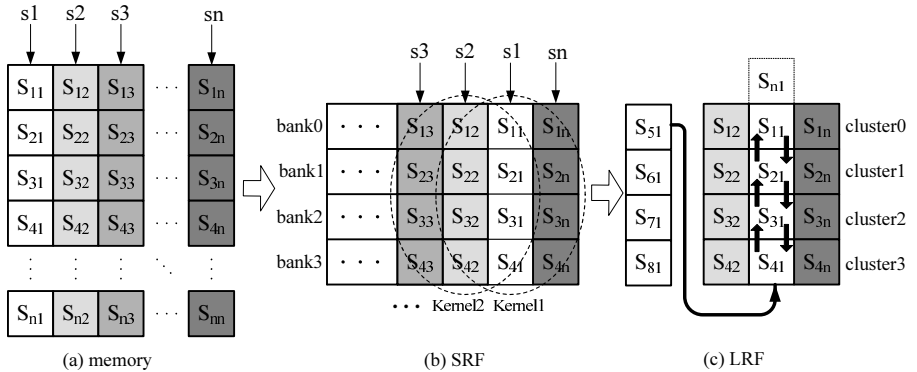 s1 s2 s3 sn
S11 S12 S13 · · · S1n
S21 S22 S23 · · · S2n
S31 S32 S33 · · · S3n
S41 S42 S43 · · · S4n
Sn1 Sn2 Sn3 · · · Snn
(a) memory
s3 s2 s1 sn
bank0 · · · S13 S12 S11 S1n
bank1 · · · S23 S22 S21 S2n
bank2 · · · S33 S32 S31 S3n
bank3 · · · S43 S42 S41 S4n
· · · Kernel2 Kernel1
(b) SRF
Sn1
S51 S12 S11 S1n cluster0
S61 S22 S21 S2n cluster1
S71 S32 S31 S3n cluster2
S81 S42 S41 S4n cluster3
(c) LRF